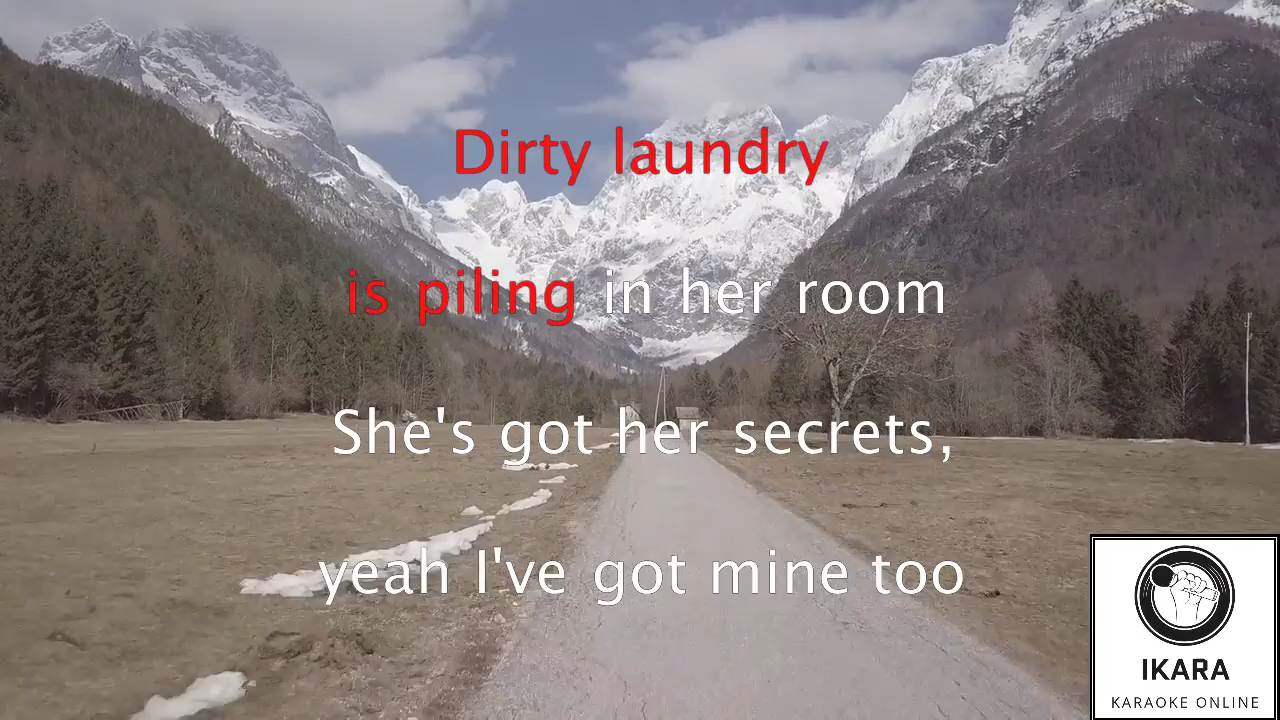 Dirty laundry
is piling in her room
She's got her secrets,
yeah I've got mine too
IKARA
KARAOKE ONLINE